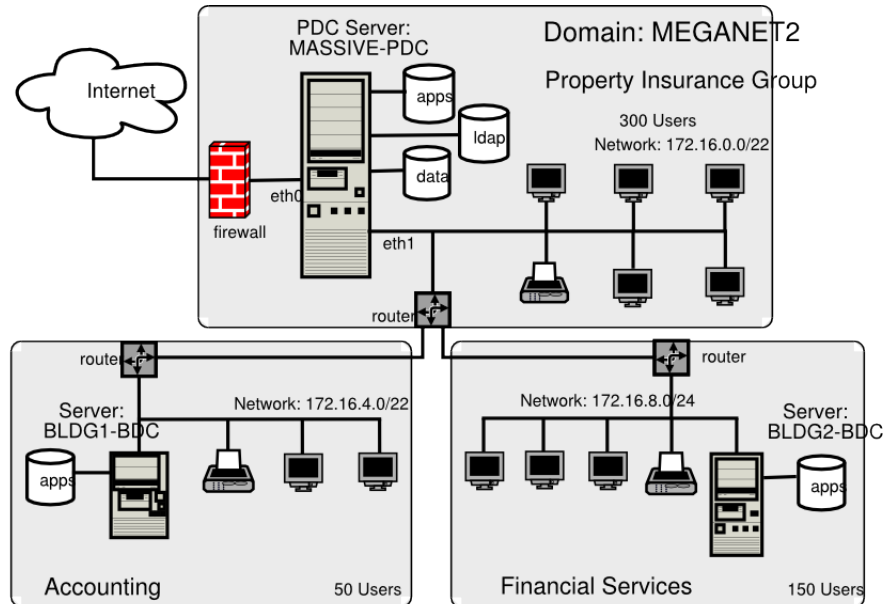 PDC Server:
MASSIVE-PDC
Domain: MEGANET2
Property Insurance Group
Internet
apps
ldap
data
300 Users
Network: 172.16.0.0/22
eth0
firewall
eth1
router
router
Server:
BLDG1-BDC
Network: 172.16.4.0/22
apps
Accounting
50 Users
router
Network: 172.16.8.0/24
Server:
BLDG2-BDC
apps
Financial Services
150 Users